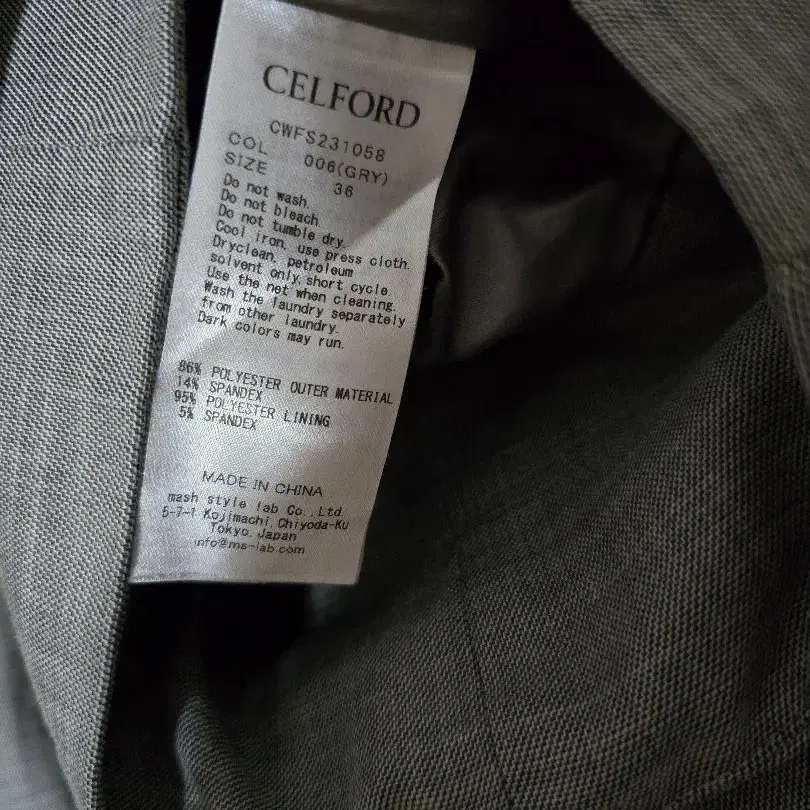 CELFORD
CWFS231058
COL 006(GRY)
SIZE 36
Do not wash.
Do not bleach
Do not tumble dry.
Cool iron, use press cloth.
Dryclean, petroleum
solvent only, short cycle.
Use the net when cleaning.
Wash the laundry separately
from other laundry.
Dark colors may run.
86% POLYESTER OUTER MATERIAL
14% SPANDEX
95% POLYESTER LINING
5% SPANDEX
MADE IN CHINA
mash style lab Co.,Ltd.
5-7-1 Kojimachi,Chiyoda-Ku
Tokyo,Japan
info@ms-lab.com